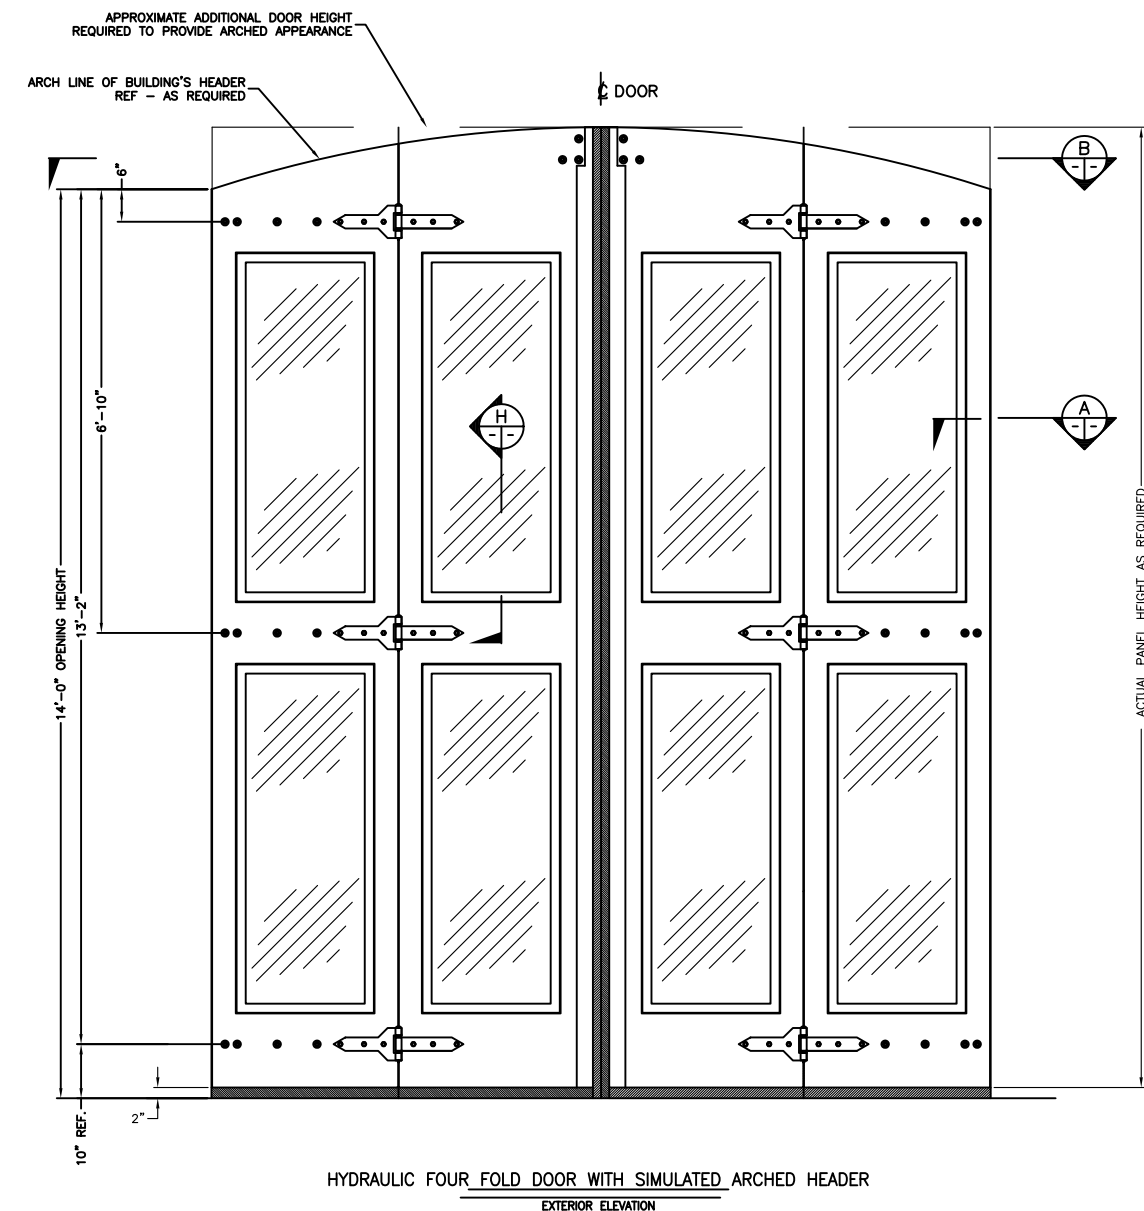 APPROXIMATE ADDITIONAL DOOR HEIGHT
REQUIRED TO PROVIDE ARCHED APPEARANCE
ARCH LINE OF BUILDING'S HEADER
REF - AS REQUIRED
℄ DOOR
B
6"
A
H
6'-10"
14'-0" OPENING HEIGHT
13'-2"
ACTUAL PANEL HEIGHT AS REQUIRED
2"
10" REF.
HYDRAULIC FOUR FOLD DOOR WITH SIMULATED ARCHED HEADER
EXTERIOR ELEVATION